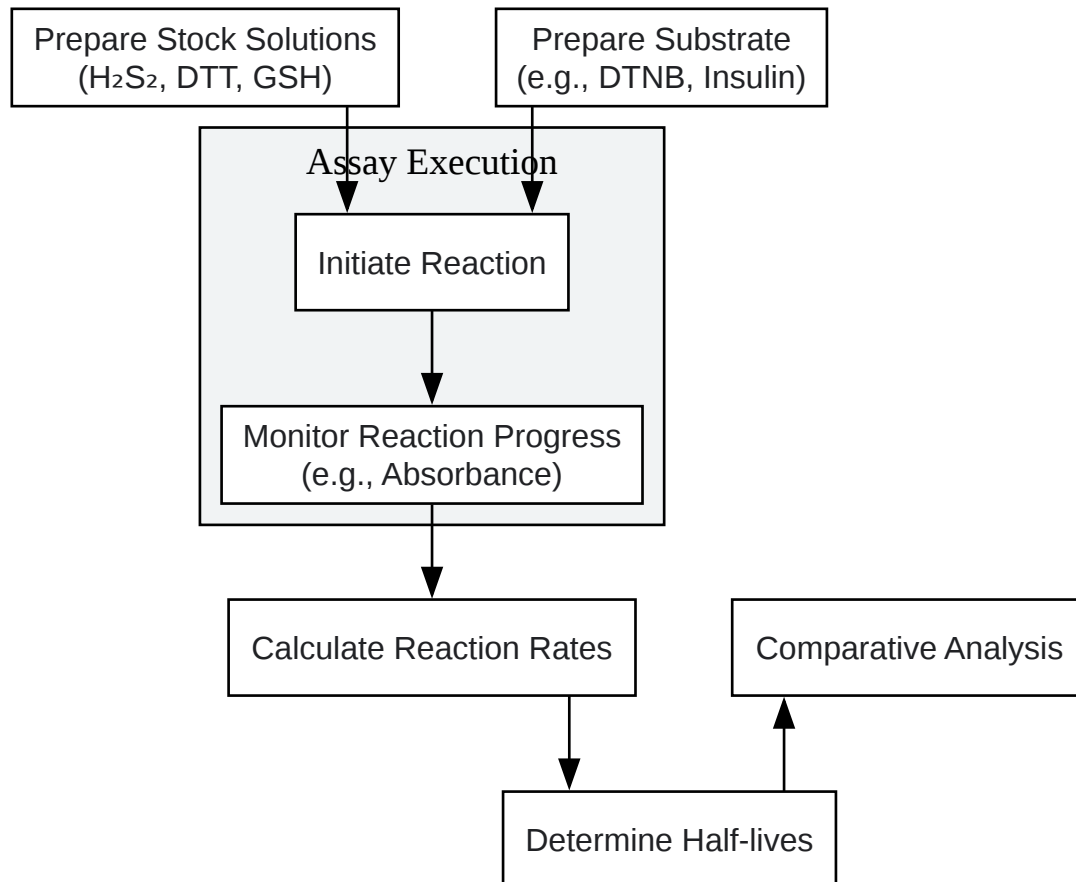 Prepare Stock Solutions
(H₂S₂, DTT, GSH)
Prepare Substrate
(e.g., DTNB, Insulin)
Assay Execution
Initiate Reaction
Monitor Reaction Progress
(e.g., Absorbance)
Calculate Reaction Rates
Comparative Analysis
Determine Half-lives